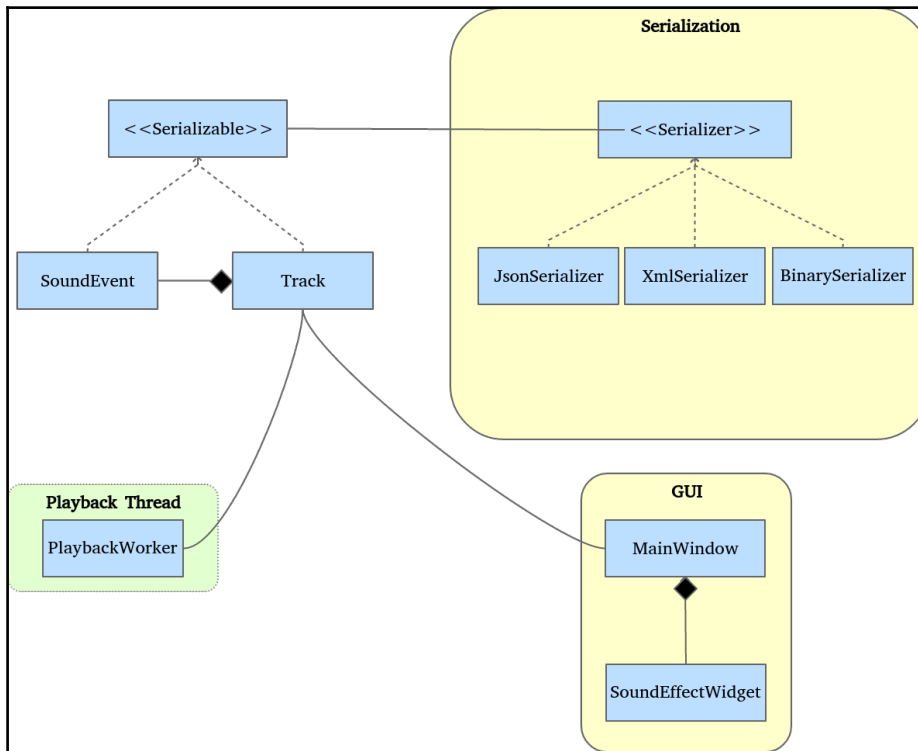 Serialization
<<Serializable>>
<<Serializer>>
SoundEvent
Track
JsonSerializer
XmlSerializer
BinarySerializer
Playback Thread
PlaybackWorker
GUI
MainWindow
SoundEffectWidget